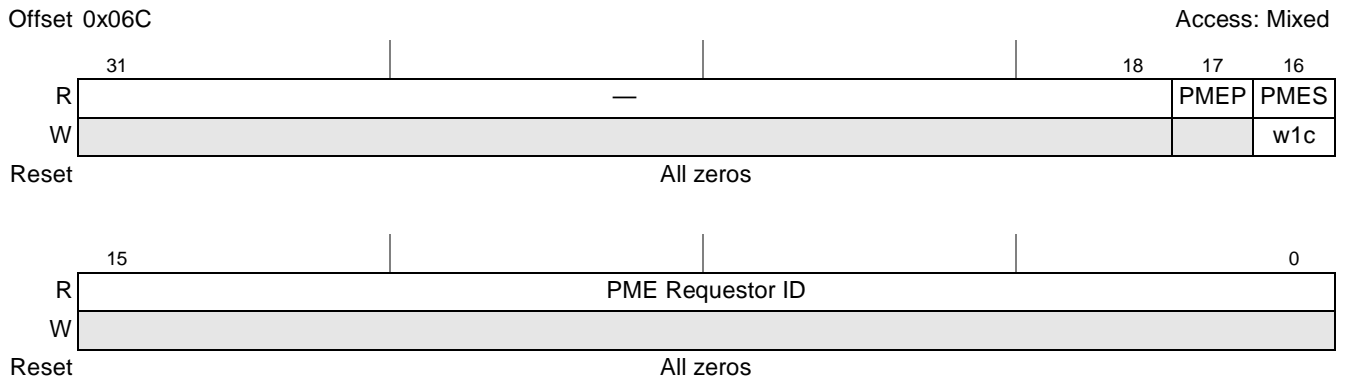 Offset 0x06C Access: Mixed
31 18 17 16
R — PMEP PMES
W w1c
Reset All zeros
15 0
R PME Requestor ID
W
Reset All zeros